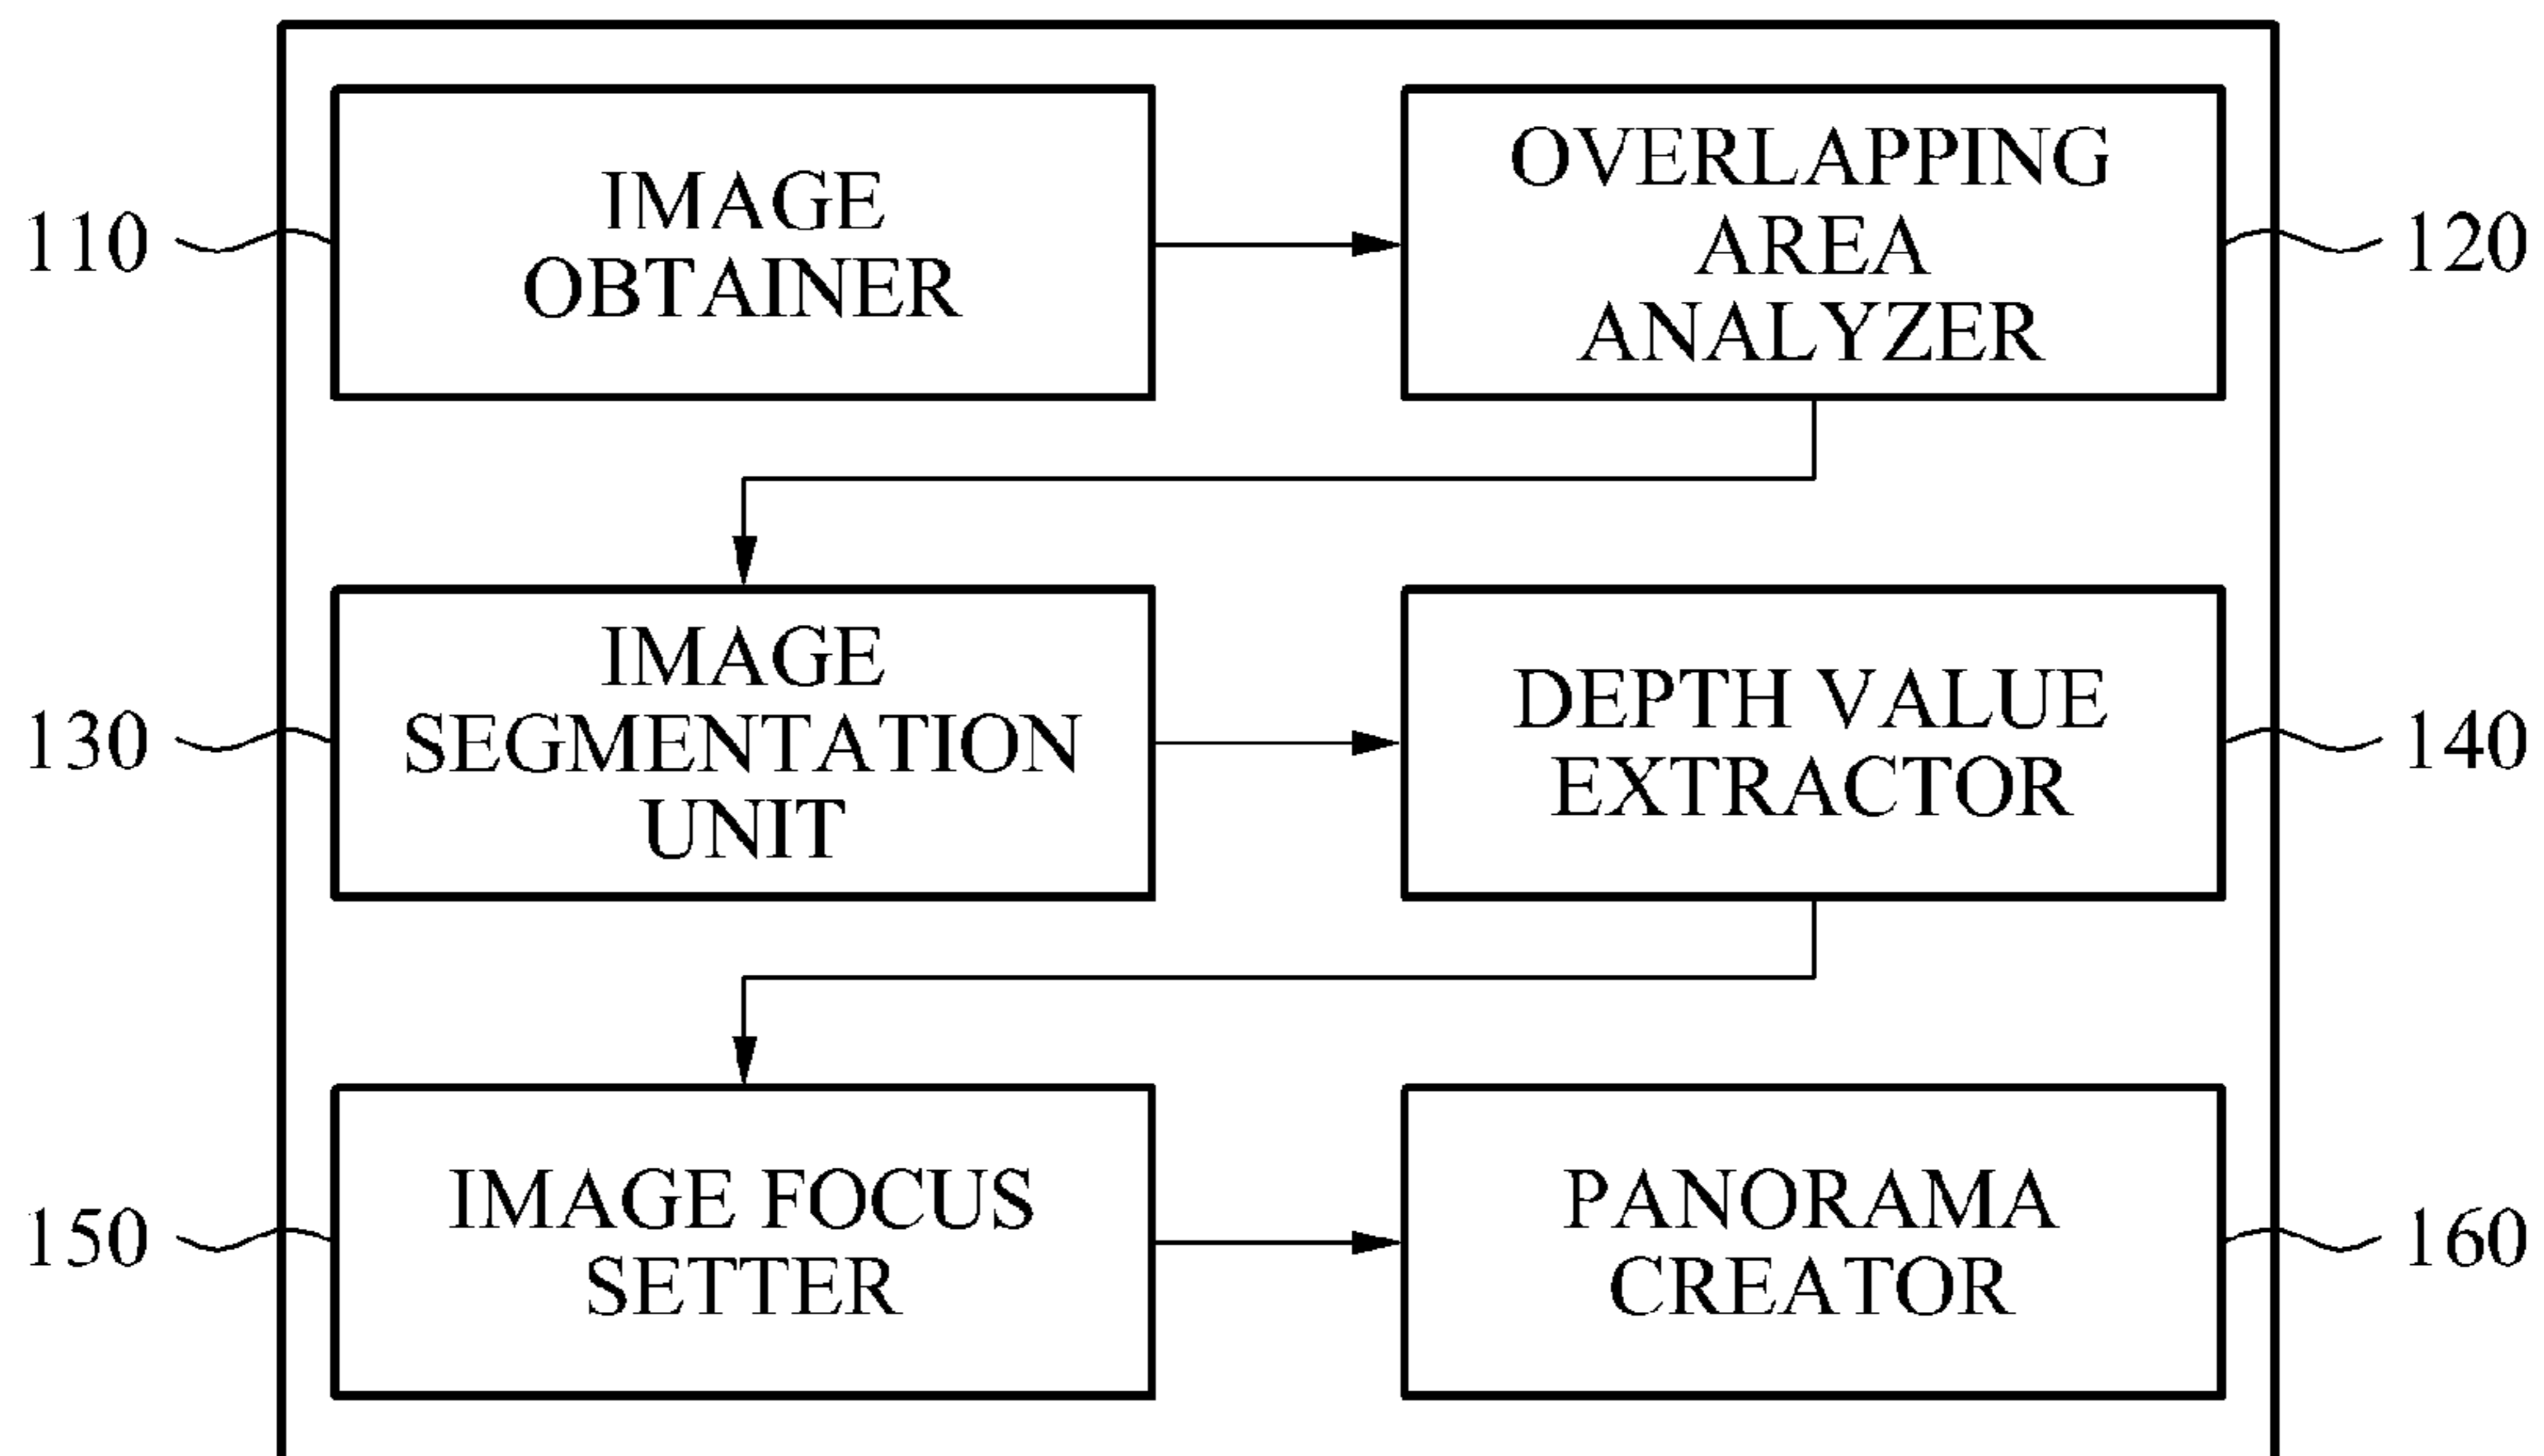 110
IMAGE
OBTAINER
OVERLAPPING
AREA
ANALYZER
120
130
IMAGE
SEGMENTATION
UNIT
DEPTH VALUE
EXTRACTOR
140
150
IMAGE FOCUS
SETTER
PANORAMA
CREATOR
160